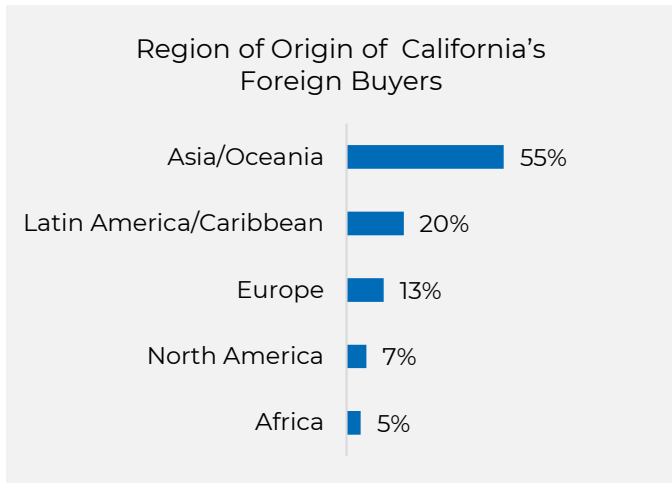 Region of Origin of California’s
Foreign Buyers
Asia/Oceania 55%
Latin America/Caribbean 20%
Europe 13%
North America 7%
Africa 5%